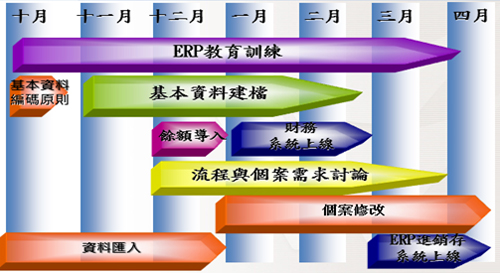 十月 十一月 十二月 一月 二月 三月 四月
ERP教育訓練
基本資料
編碼原則
基本資料建檔
餘額導入
財務
系統上線
流程與個案需求討論
個案修改
資料匯入
ERP進銷存
系統上線